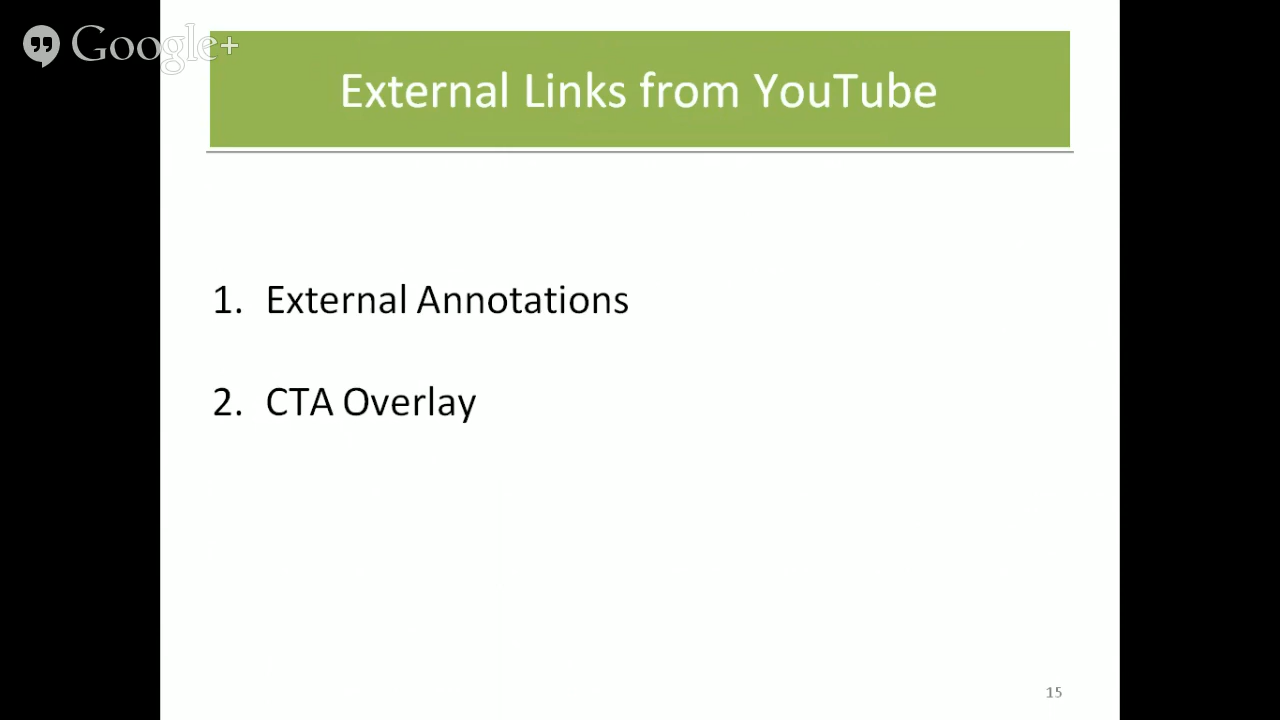 Google+
External Links from YouTube
1. External Annotations
2. CTA Overlay
15